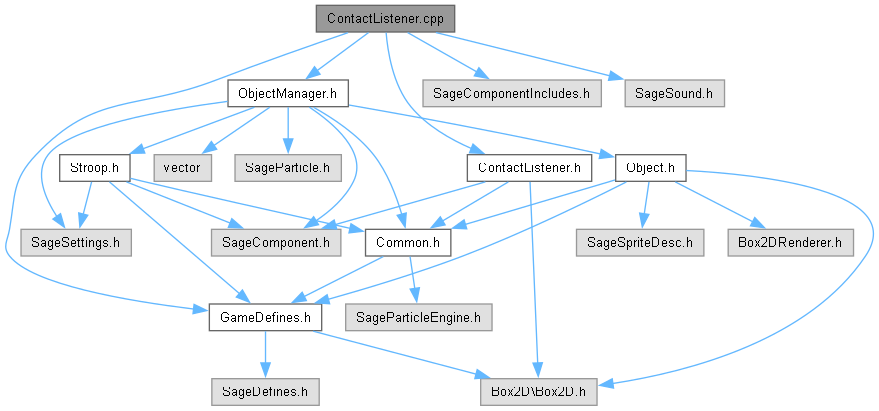 ContactListener.cpp
ObjectManager.h
SageComponentIncludes.h
SageSound.h
Stroop.h
vector
SageParticle.h
ContactListener.h
Object.h
SageSettings.h
SageComponent.h
Common.h
SageSpriteDesc.h
Box2DRenderer.h
GameDefines.h
SageParticleEngine.h
SageDefines.h
Box2D\Box2D.h